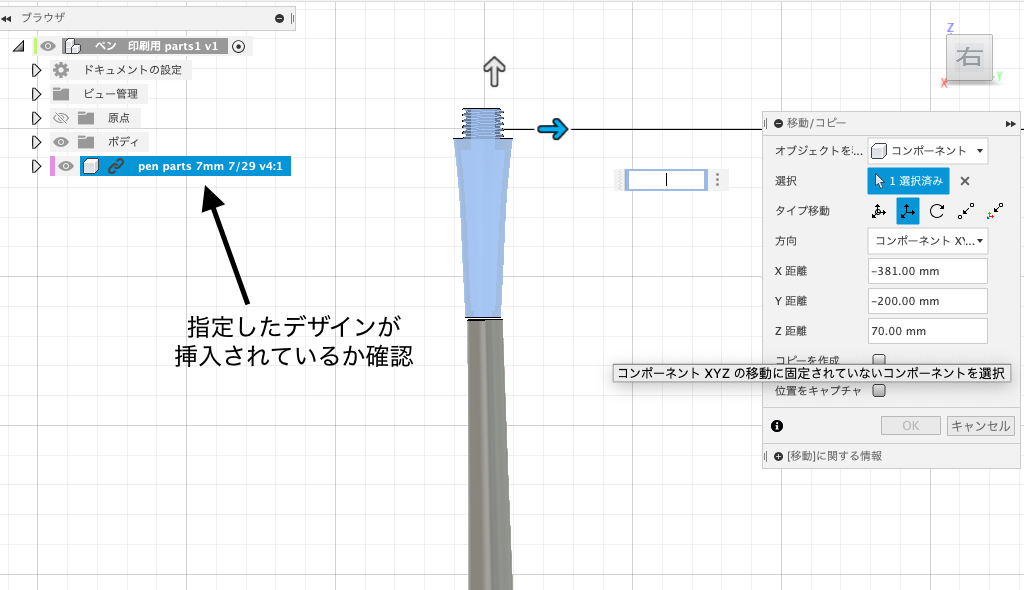 ブラウザ
ペン 印刷用 parts1 v1
ドキュメントの設定
ビュー管理
原点
ボディ
pen parts 7mm 7/29 v4:1
指定したデザインが
挿入されているか確認
Z
右
X
Y
移動/コピー
オブジェクトを... コンポーネント
選択 1 選択済み
タイプ移動
方向 コンポーネント XY...
X 距離 -381.00 mm
Y 距離 -200.00 mm
Z 距離 70.00 mm
コピーを作成
コンポーネント XYZ の移動に固定されていないコンポーネントを選択
位置をキャプチャ
OK キャンセル
[移動]に関する情報